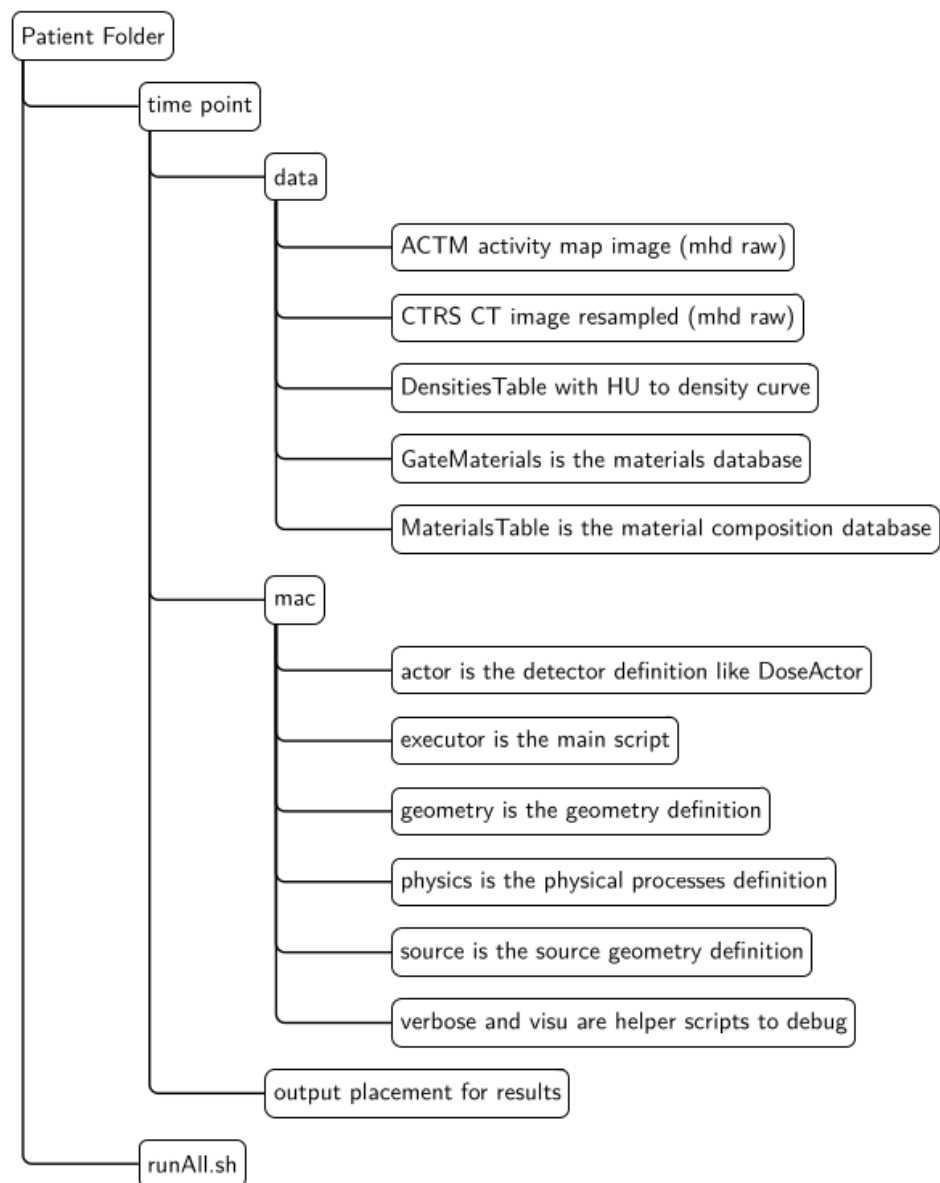 Patient Folder
time point
data
ACTM activity map image (mhd raw)
CTRS CT image resampled (mhd raw)
DensitiesTable with HU to density curve
GateMaterials is the materials database
MaterialsTable is the material composition database
mac
actor is the detector definition like DoseActor
executor is the main script
geometry is the geometry definition
physics is the physical processes definition
source is the source geometry definition
verbose and visu are helper scripts to debug
output placement for results
runAll.sh